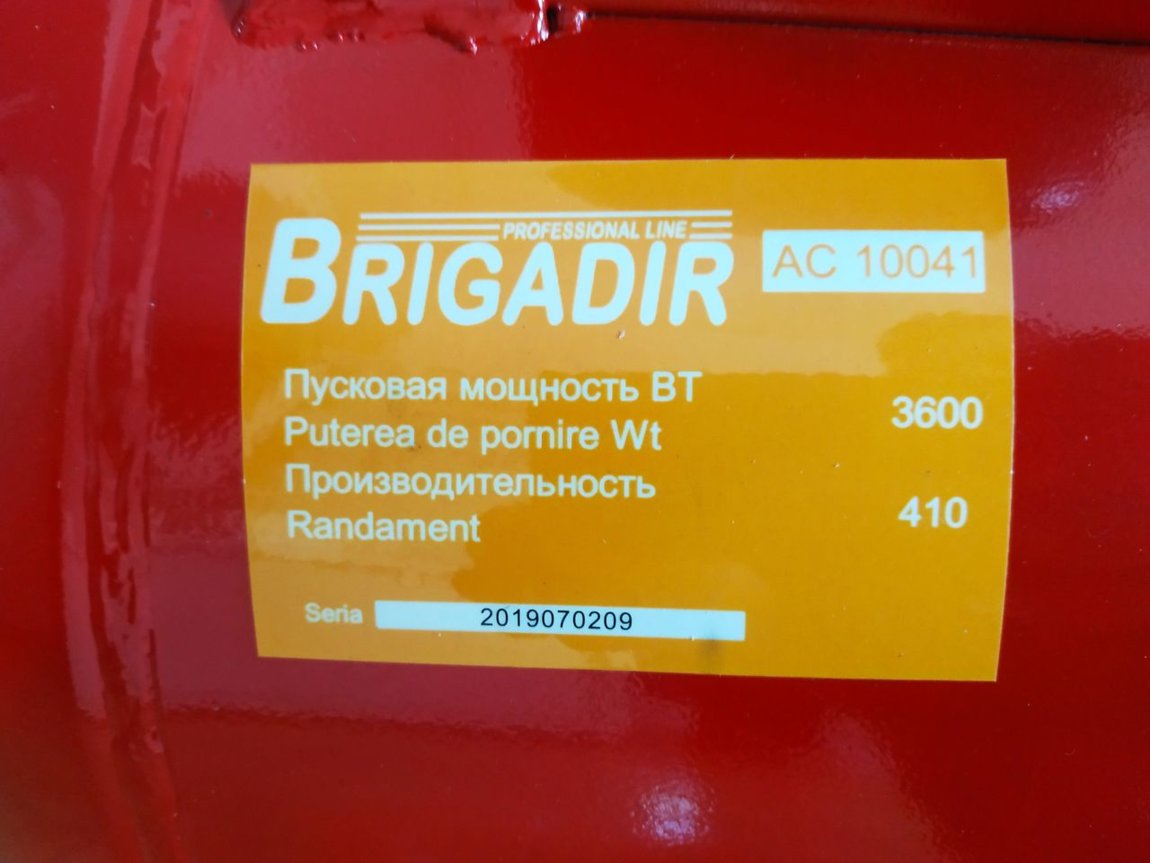 PROFESSIONAL LINE
BRIGADIR
AC 10041
Пусковая мощность ВТ
Puterea de pornire Wt
3600
Производительность
Randament
410
Seria 2019070209